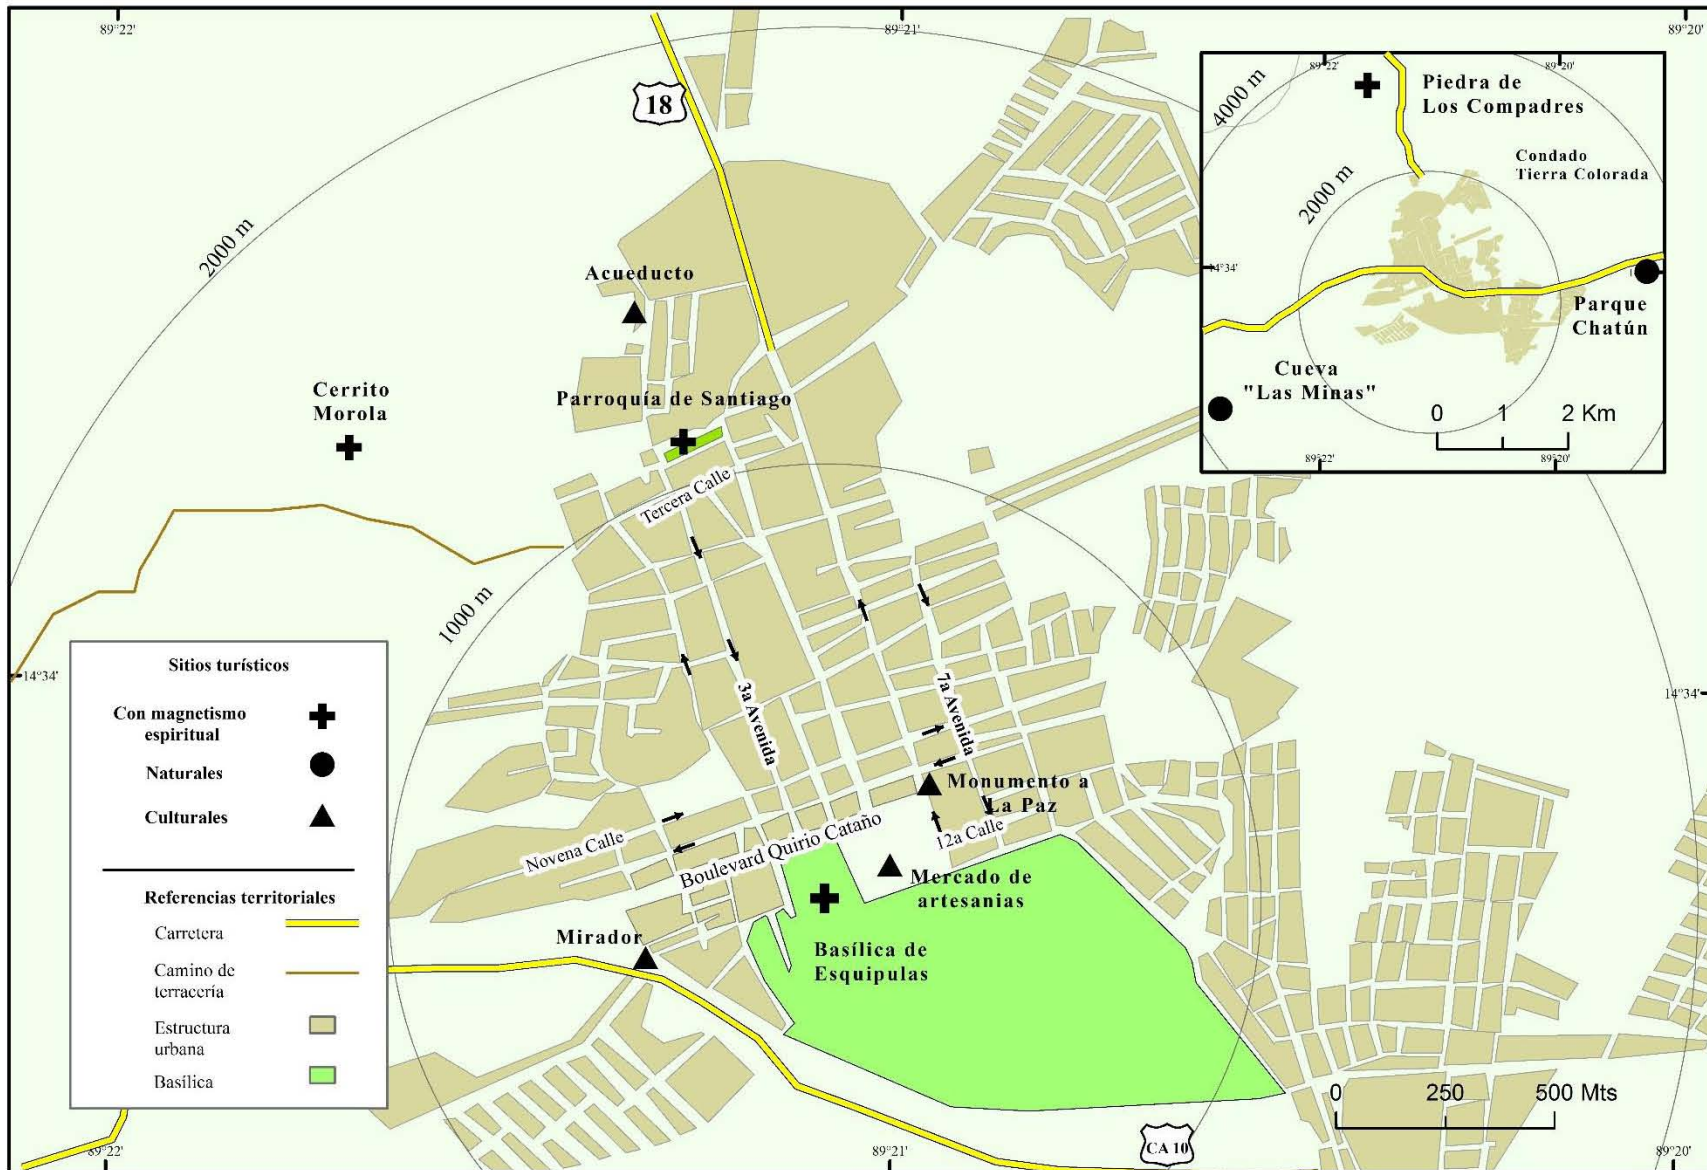 89°22'
89°21'
89°20'
18
2000 m
Acueducto
Cerrito
Morola
Parroquía de Santiago
Tercera Calle
1000 m
14°34'
14°34'
3a Avenida
7a Avenida
Monumento a
La Paz
12a Calle
Novena Calle
Boulevard Quirio Cataño
Mercado de
artesanias
Mirador
Basílica de
Esquipulas
CA 10
0 250 500 Mts
89°22'
89°21'
89°20'
89°22'
89°20'
4000 m
Piedra de
Los Compadres
Condado
Tierra Colorada
2000 m
14°34'
Parque
Chatún
Cueva
"Las Minas"
0 1 2 Km
89°22'
89°20'
Sitios turísticos
Con magnetismo
espiritual
Naturales
Culturales
Referencias territoriales
Carretera
Camino de
terracería
Estructura
urbana
Basílica